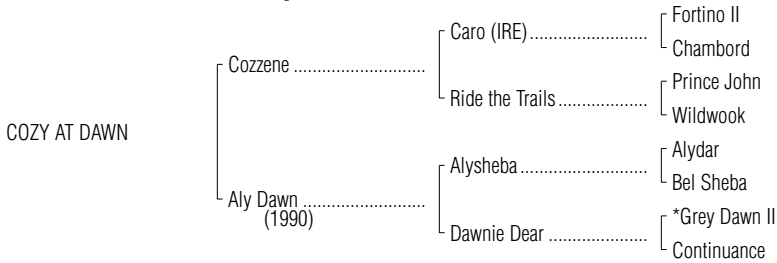 Fortino II
Caro (IRE)..........................
Chambord
Cozzene ............................
Prince John
Ride the Trails ....................
Wildwook
COZY AT DAWN
Alydar
Alysheba............................
Bel Sheba
Aly Dawn ..........................
(1990)
*Grey Dawn II
Dawnie Dear .....................
Continuance